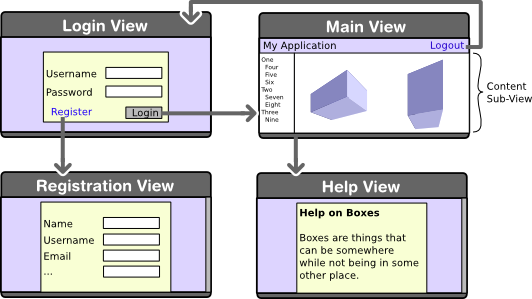 Login View
Username
Password
Register
Login
Main View
My Application
Logout
One
Four
Five
Six
Two
Seven
Eight
Three
Nine
Content
Sub-View
Registration View
Name
Username
Email
...
Help View
Help on Boxes
Boxes are things that
can be somewhere
while not being in some
other place.